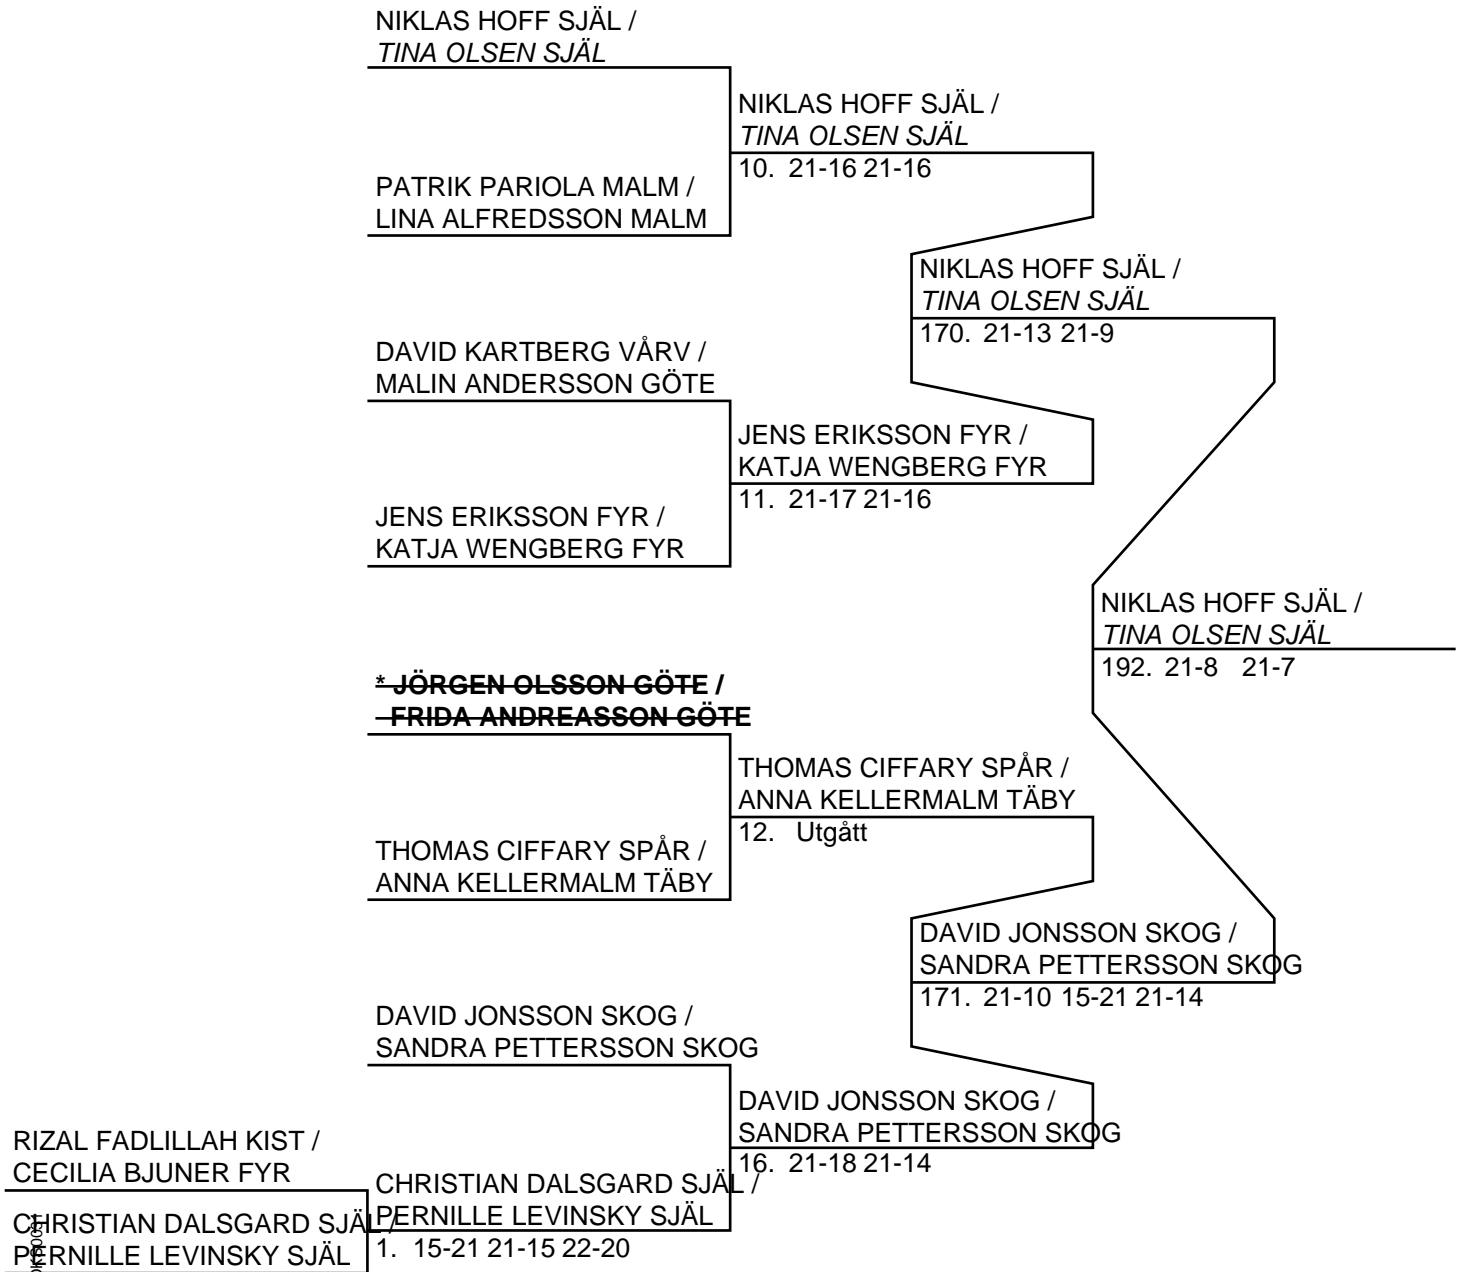 NIKLAS HOFF SJÄL /
TINA OLSEN SJÄL
NIKLAS HOFF SJÄL /
TINA OLSEN SJÄL
10. 21-16 21-16
PATRIK PARIOLA MALM /
LINA ALFREDSSON MALM
NIKLAS HOFF SJÄL /
TINA OLSEN SJÄL
170. 21-13 21-9
DAVID KARTBERG VÅRV /
MALIN ANDERSSON GÖTE
JENS ERIKSSON FYR /
KATJA WENGBERG FYR
11. 21-17 21-16
JENS ERIKSSON FYR /
KATJA WENGBERG FYR
NIKLAS HOFF SJÄL /
TINA OLSEN SJÄL
192. 21-8 21-7
* JÖRGEN OLSSON GÖTE /
FRIDA ANDREASSON GÖTE
THOMAS CIFFARY SPÅR /
ANNA KELLERMALM TÄBY
12. Utgått
THOMAS CIFFARY SPÅR /
ANNA KELLERMALM TÄBY
DAVID JONSSON SKOG /
SANDRA PETTERSSON SKOG
171. 21-10 15-21 21-14
DAVID JONSSON SKOG /
SANDRA PETTERSSON SKOG
DAVID JONSSON SKOG /
SANDRA PETTERSSON SKOG
16. 21-18 21-14
RIZAL FADLILLAH KIST /
CECILIA BJUNER FYR
CHRISTIAN DALSGARD SJÄL /
PERNILLE LEVINSKY SJÄL
1. 15-21 21-15 22-20
CHRISTIAN DALSGARD SJÄL /
PERNILLE LEVINSKY SJÄL